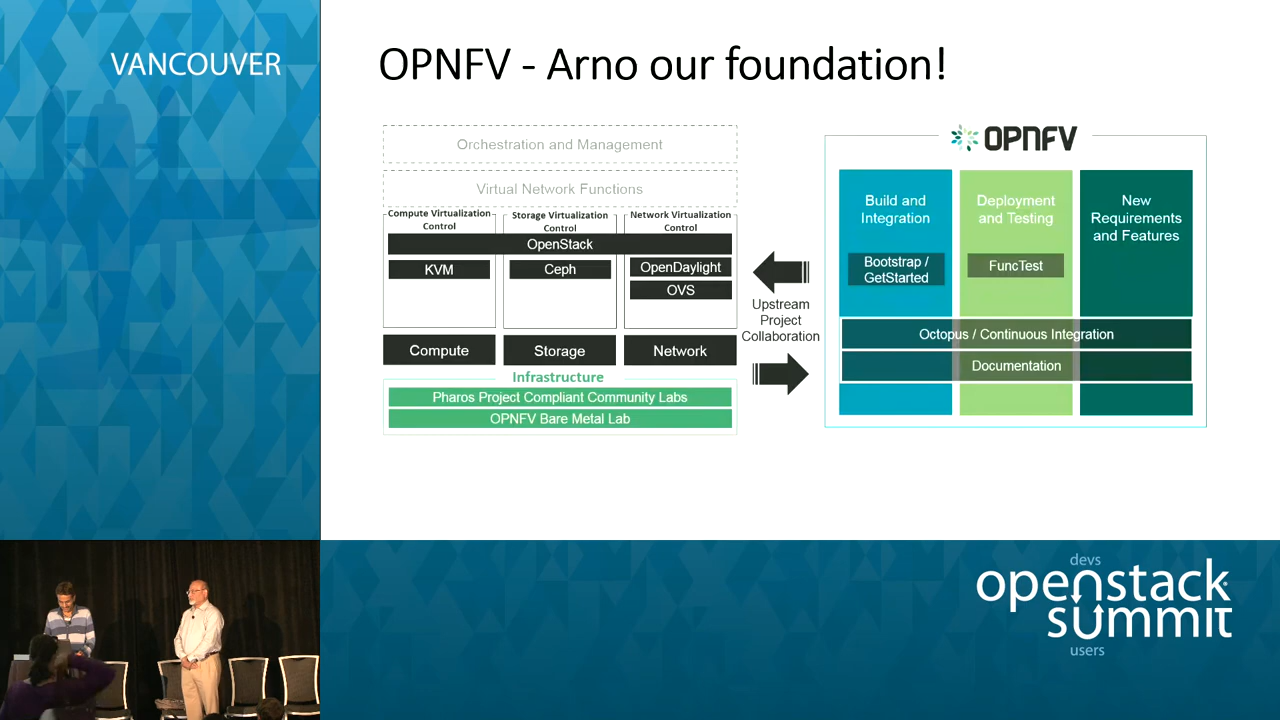 VANCOUVER
OPNFV - Arno our foundation!
Orchestration and Management
Virtual Network Functions
Compute Virtualization
Control
Storage Virtualization
Control
Network Virtualization
Control
OpenStack
KVM
Ceph
OpenDaylight
OVS
Compute
Storage
Network
Infrastructure
Pharos Project Compliant Community Labs
OPNFV Bare Metal Lab
Upstream
Project
Collaboration
OPNFV
Build and
Integration
Deployment
and Testing
New
Requirements
and Features
Bootstrap /
GetStarted
FuncTest
Octopus / Continuous Integration
Documentation
devs
openstack
summit
users